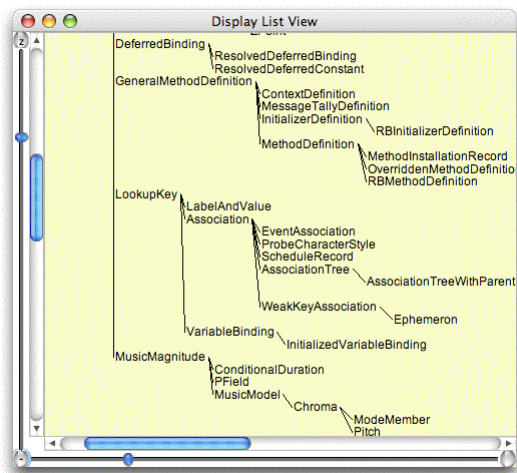 Display List View
z
DeferredBinding
ResolvedDeferredBinding
ResolvedDeferredConstant
GeneralMethodDefinition
ContextDefinition
MessageTallyDefinition
InitializerDefinition
RBInitializerDefinition
MethodDefinition
MethodInstallationRecord
OverriddenMethodDefinitio
RBMethodDefinition
LookupKey
LabelAndValue
Association
EventAssociation
ProbeCharacterStyle
ScheduleRecord
AssociationTree
AssociationTreeWithParent
WeakKeyAssociation
Ephemeron
VariableBinding
InitializedVariableBinding
MusicMagnitude
ConditionalDuration
PField
MusicModel
Chroma
ModeMember
Pitch
-